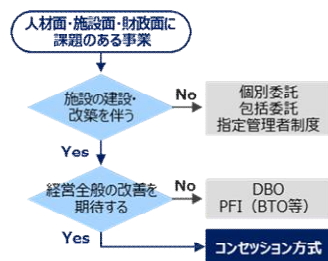 人材面・施設面・財政面に
課題のある事業
施設の建設・
改築を伴う
No
個別委託
包括委託
指定管理者制度
Yes
経営全般の改善を
期待する
No
DBO
PFI（BTO等）
Yes
コンセッション方式